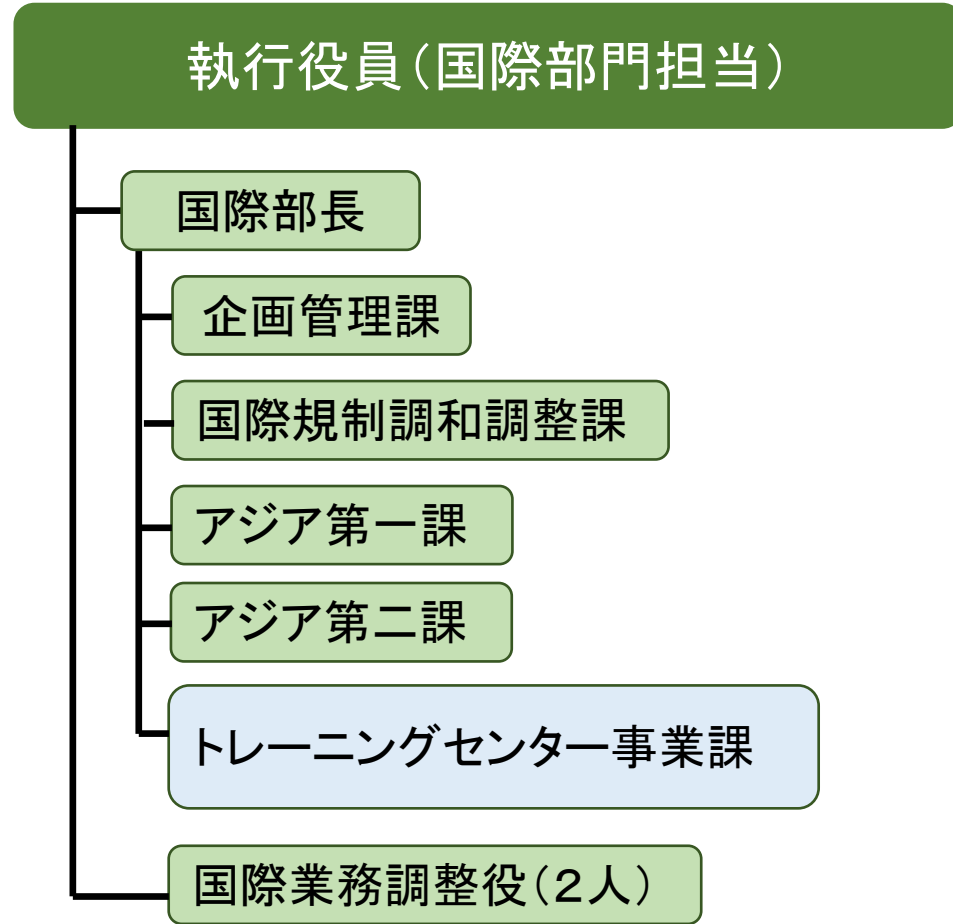 執行役員（国際部門担当）
国際部長
企画管理課
国際規制調和調整課
アジア第一課
アジア第二課
トレーニングセンター事業課
国際業務調整役（２人）